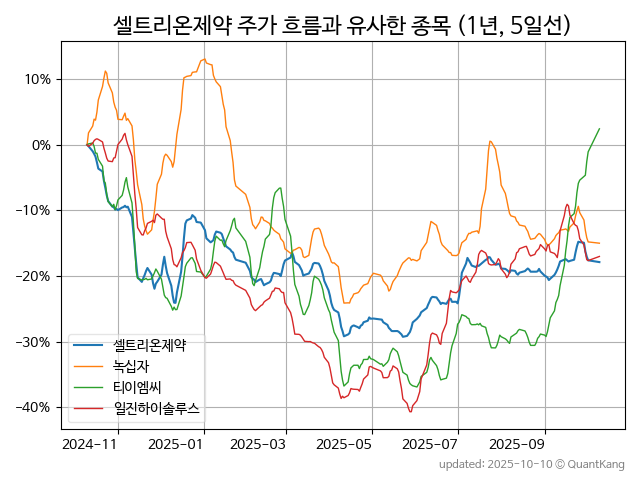 셀트리온제약 주가 흐름과 유사한 종목 (1년, 5일선)
10%
0%
−10%
−20%
−30%
−40%
셀트리온제약
녹십자
티이엠씨
일진하이솔루스
2024-11
2025-01
2025-03
2025-05
2025-07
2025-09
updated: 2025-10-10 © QuantKang